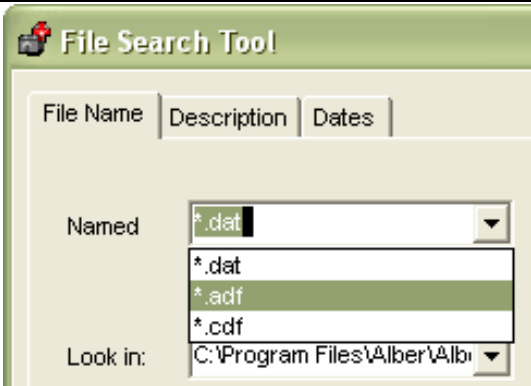 File Search Tool
File Name Description Dates
Named *.dat
*.dat
*.adf
*.cdf
Look in: C:\Program Files\Alber\Alb